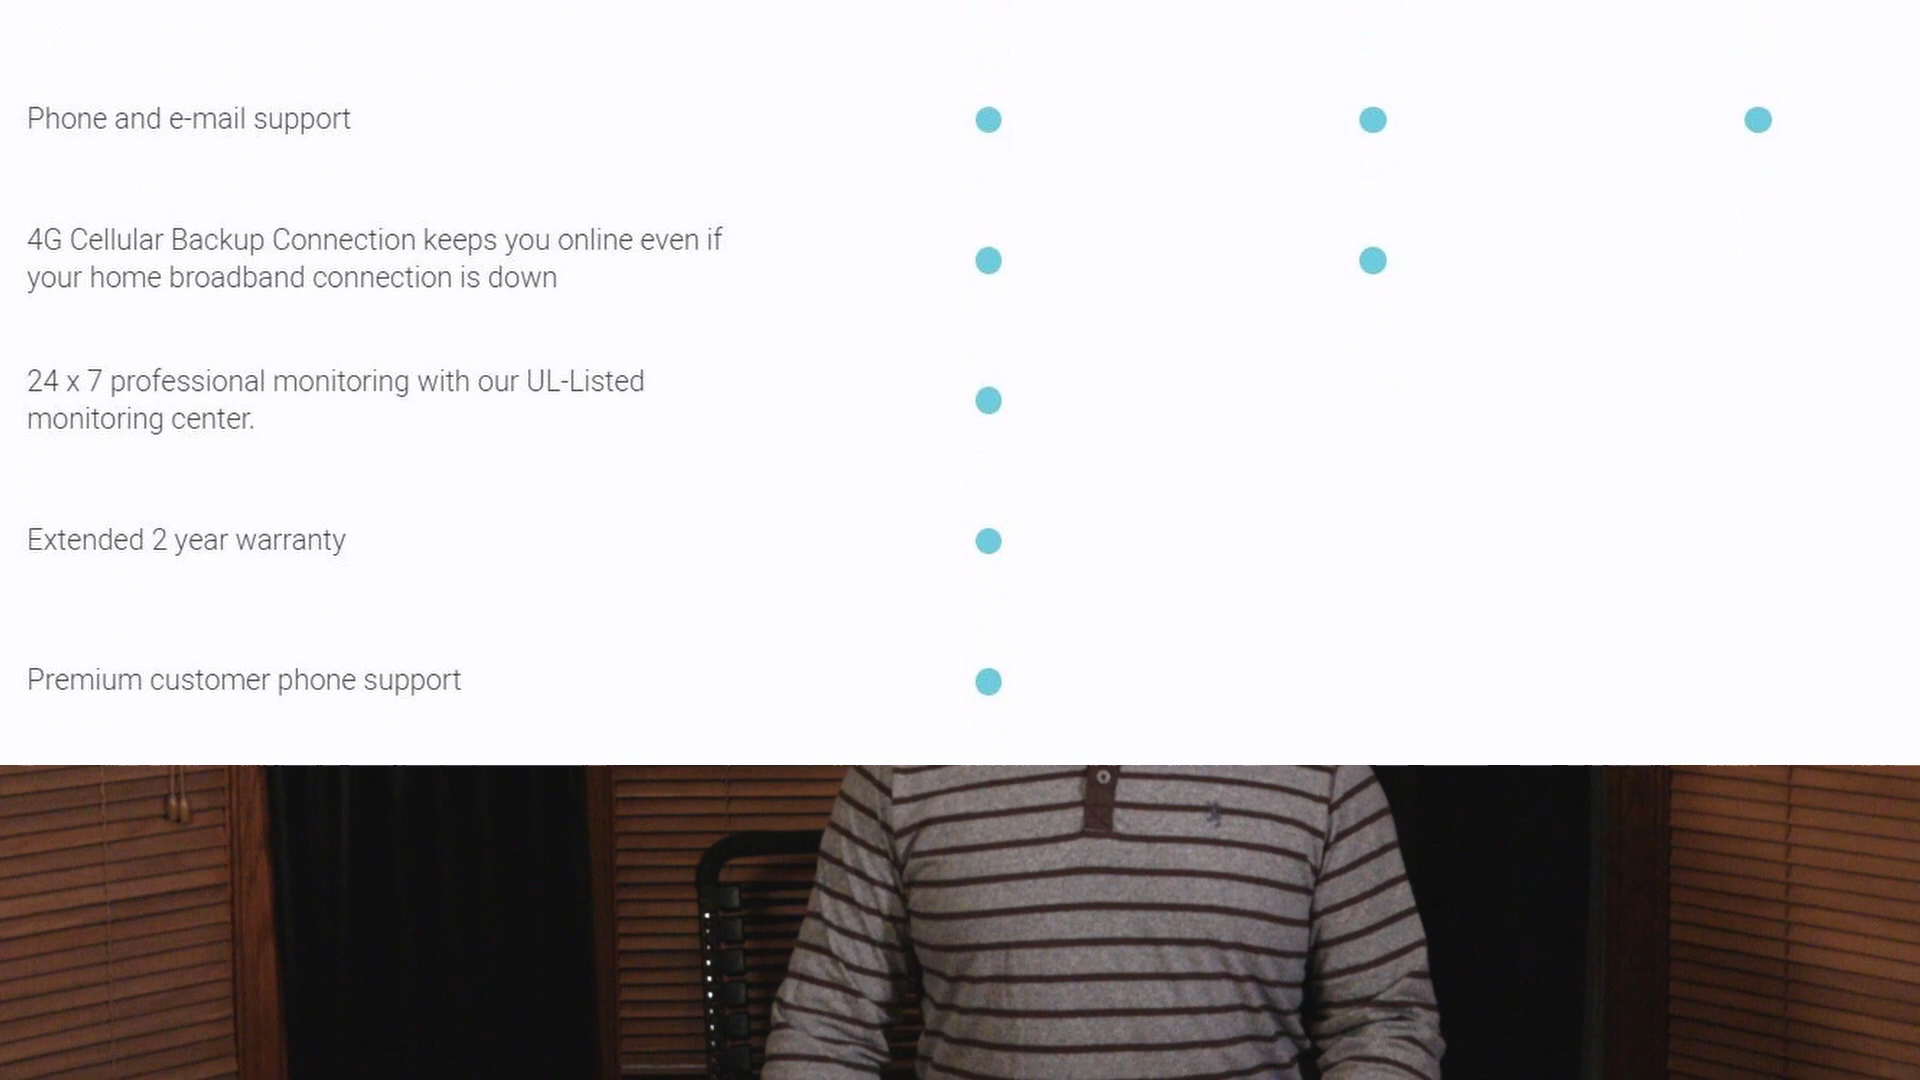 Phone and e-mail support
4G Cellular Backup Connection keeps you online even if
your home broadband connection is down
24 x 7 professional monitoring with our UL-Listed
monitoring center.
Extended 2 year warranty
Premium customer phone support